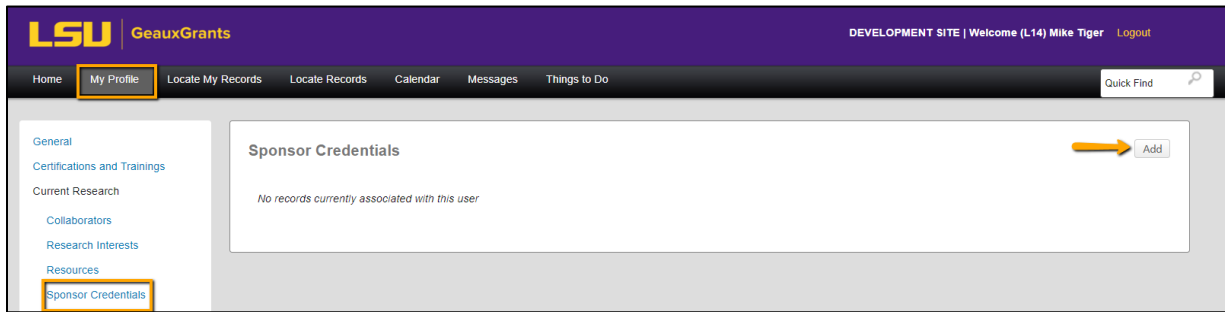 LSU GeauxGrants
DEVELOPMENT SITE | Welcome (L14) Mike Tiger Logout
Home My Profile Locate My Records Locate Records Calendar Messages Things to Do
Quick Find
General
Certifications and Trainings
Current Research
Collaborators
Research Interests
Resources
Sponsor Credentials
Sponsor Credentials
Add
No records currently associated with this user